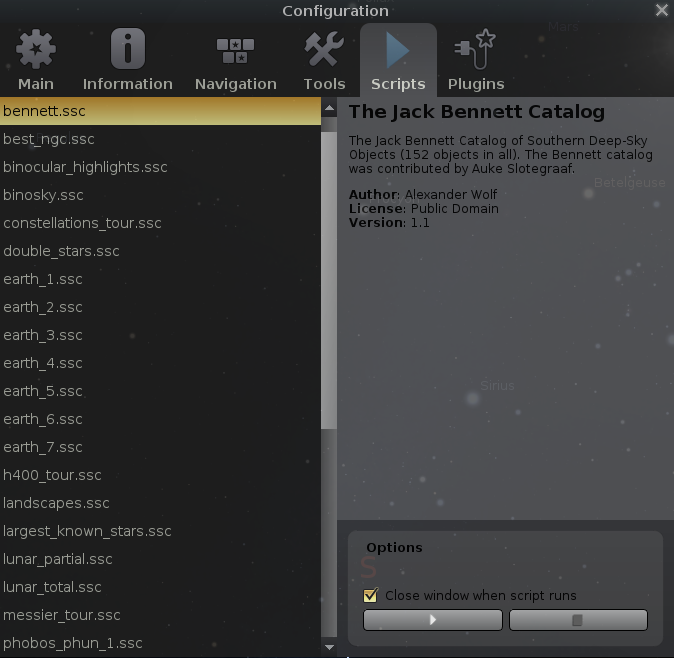 Configuration
Mars
Main
Information
Navigation
Tools
Scripts
Plugins
bennett.ssc
best_ngc.ssc
binocular_highlights.ssc
binosky.ssc
constellations_tour.ssc
double_stars.ssc
earth_1.ssc
earth_2.ssc
earth_3.ssc
earth_4.ssc
earth_5.ssc
earth_6.ssc
earth_7.ssc
h400_tour.ssc
landscapes.ssc
largest_known_stars.ssc
lunar_partial.ssc
lunar_total.ssc
messier_tour.ssc
phobos_phun_1.ssc
The Jack Bennett Catalog
The Jack Bennett Catalog of Southern Deep-Sky
Objects (152 objects in all). The Bennett catalog
was contributed by Auke Slotegraaf.
Betelgeuse
Author: Alexander Wolf
License: Public Domain
Version: 1.1
Sirius
Options
S
Close window when script runs